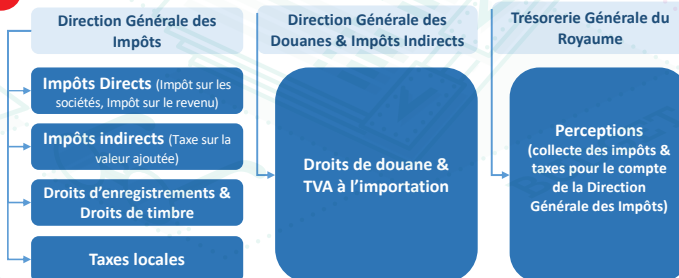 Direction Générale des
Impôts
Impôts Directs (Impôt sur les
sociétés, Impôt sur le revenu)
Impôts indirects (Taxe sur la
valeur ajoutée)
Droits d’enregistrements &
Droits de timbre
Taxes locales
Direction Générale des
Douanes & Impôts Indirects
Droits de douane &
TVA à l’importation
Trésorerie Générale du
Royaume
Perceptions
(collecte des impôts &
taxes pour le compte
de la Direction
Générale des Impôts)